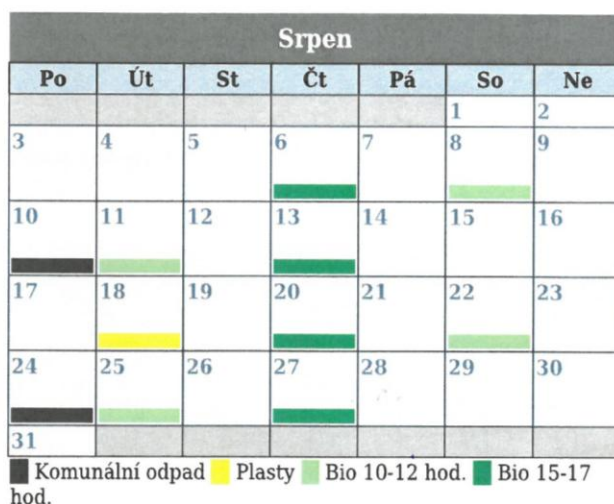 Srpen
Po Út St Čt Pá So Ne
1 2
3 4 5 6 7 8 9
10 11 12 13 14 15 16
17 18 19 20 21 22 23
24 25 26 27 28 29 30
31
Komunální odpad Plasty Bio 10-12 hod. Bio 15-17
hod.